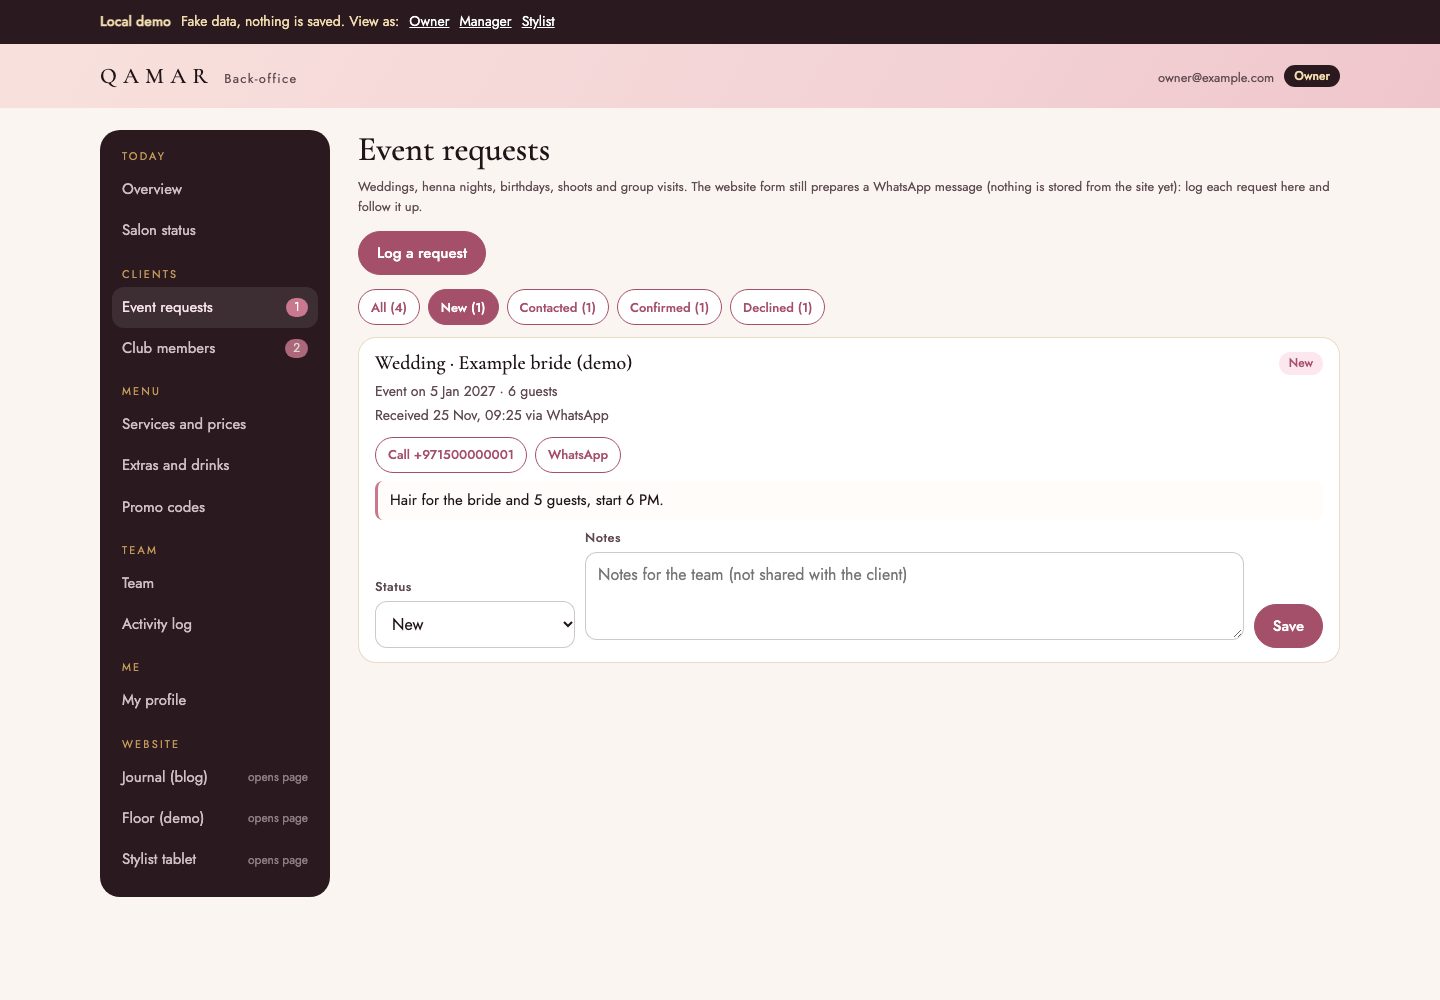 Local demo Fake data, nothing is saved. View as: Owner Manager Stylist
QAMAR Back-office
owner@example.com Owner
TODAY
Overview
Salon status
CLIENTS
Event requests 1
Club members 2
MENU
Services and prices
Extras and drinks
Promo codes
TEAM
Team
Activity log
ME
My profile
WEBSITE
Journal (blog) opens page
Floor (demo) opens page
Stylist tablet opens page
Event requests
Weddings, henna nights, birthdays, shoots and group visits. The website form still prepares a WhatsApp message (nothing is stored from the site yet): log each request here and
follow it up.
Log a request
All (4) New (1) Contacted (1) Confirmed (1) Declined (1)
Wedding · Example bride (demo) New
Event on 5 Jan 2027 · 6 guests
Received 25 Nov, 09:25 via WhatsApp
Call +971500000001 WhatsApp
Hair for the bride and 5 guests, start 6 PM.
Status
New
Notes
Notes for the team (not shared with the client)
Save